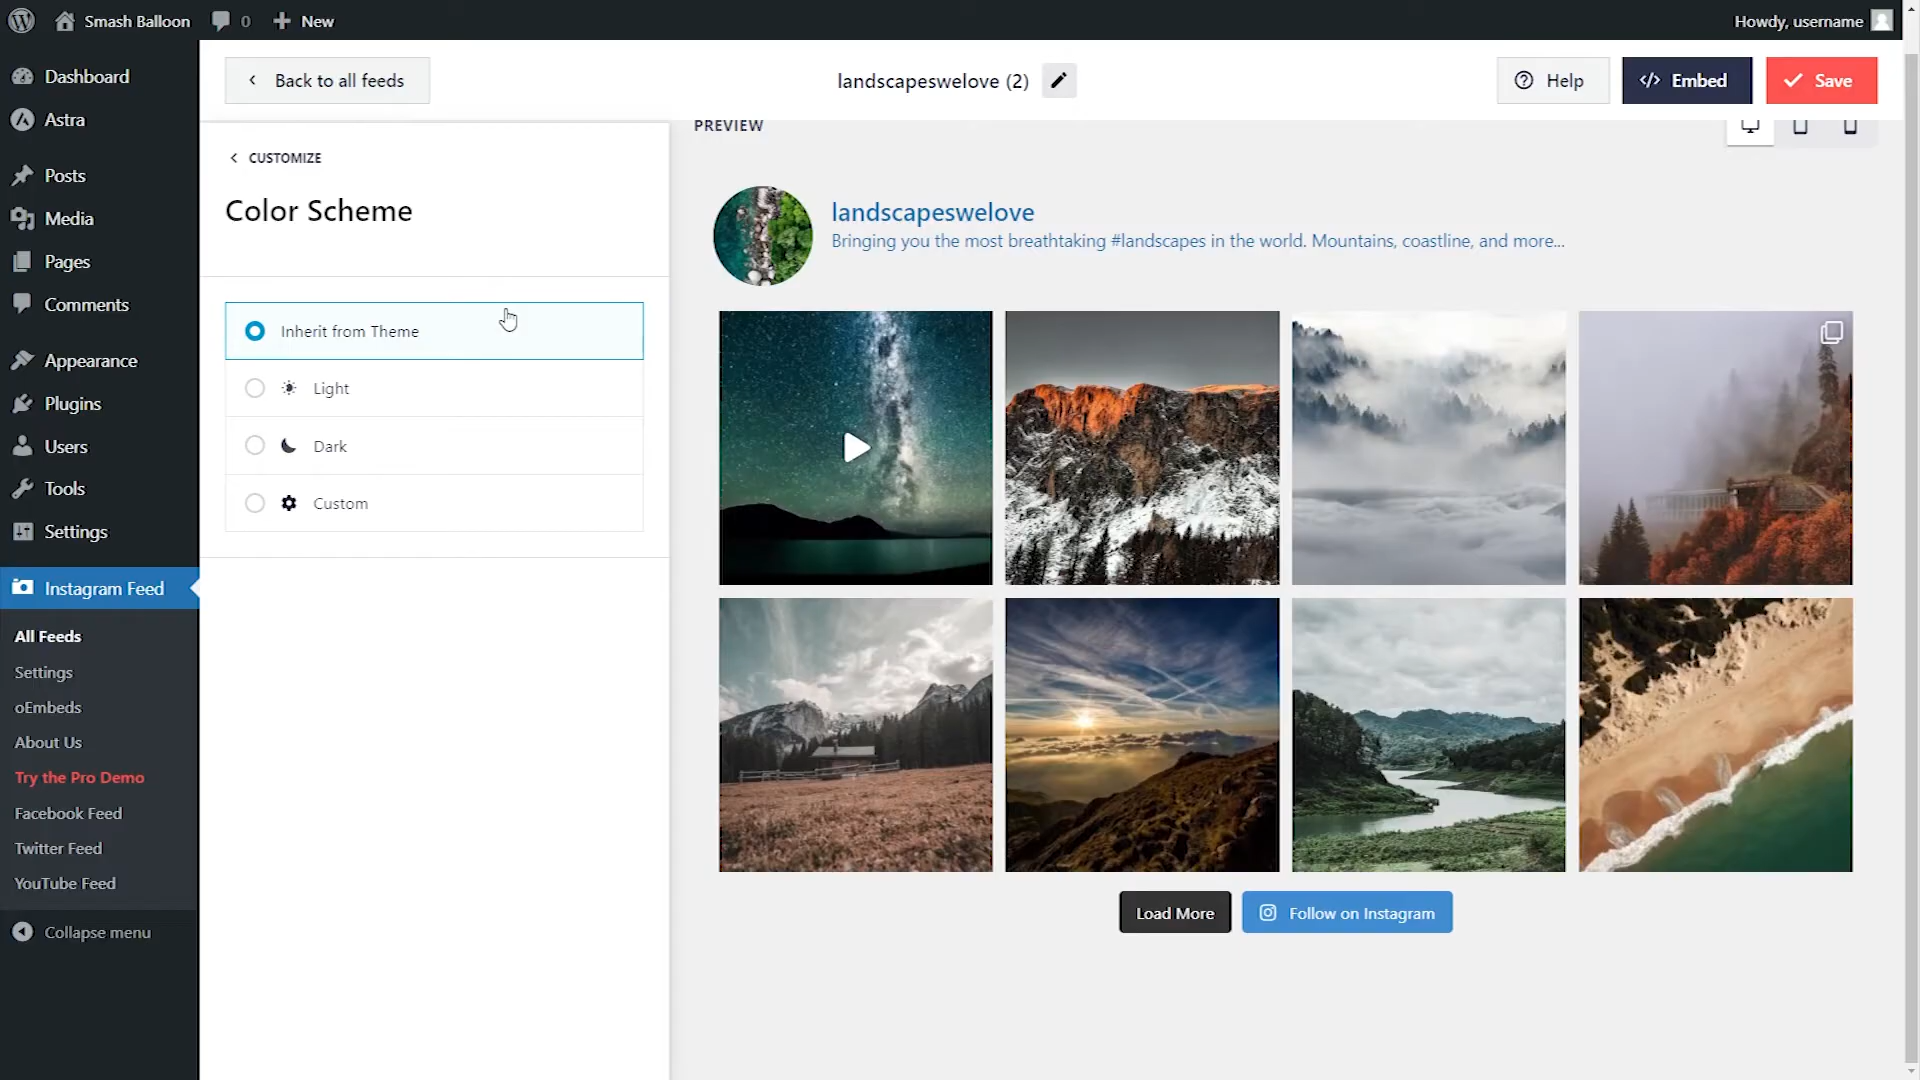 Smash Balloon
0
New
Howdy, username
Dashboard
Astra
Posts
Media
Pages
Comments
Appearance
Plugins
Users
Tools
Settings
Instagram Feed
All Feeds
Settings
oEmbeds
About Us
Try the Pro Demo
Facebook Feed
Twitter Feed
YouTube Feed
Collapse menu
Back to all feeds
landscapeswelove (2)
Help
Embed
Save
CUSTOMIZE
Color Scheme
Inherit from Theme
Light
Dark
Custom
PREVIEW
landscapeswelove
Bringing you the most breathtaking #landscapes in the world. Mountains, coastline, and more...
Load More
Follow on Instagram